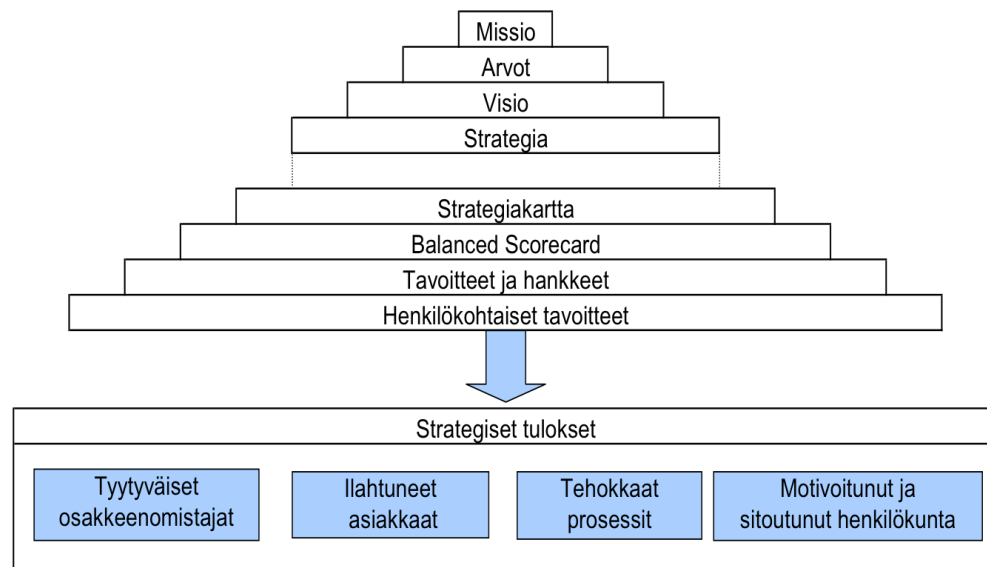 Missio
Arvot
Visio
Strategia
Strategiakartta
Balanced Scorecard
Tavoitteet ja hankkeet
Henkilökohtaiset tavoitteet
Strategiset tulokset
Tyytyväiset
osakkeenomistajat
Ilahtuneet
asiakkaat
Tehokkaat
prosessit
Motivoitunut ja
sitoutunut henkilökunta